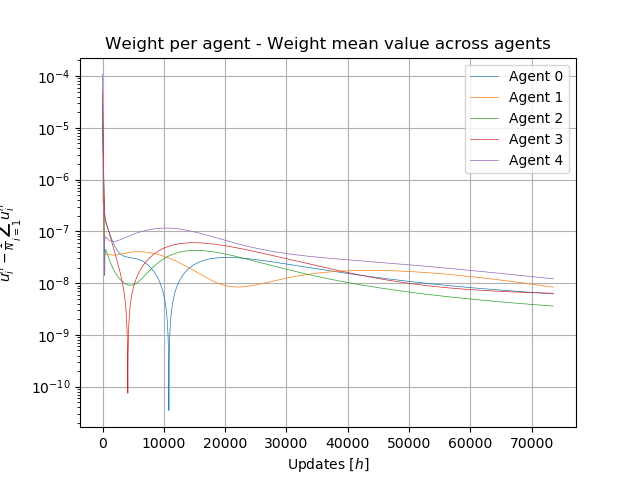 Weight per agent - Weight mean value across agents
10⁻⁴
10⁻⁵
10⁻⁶
10⁻⁷
10⁻⁸
10⁻⁹
10⁻¹⁰
Agent 0
Agent 1
Agent 2
Agent 3
Agent 4
0 10000 20000 30000 40000 50000 60000 70000
Updates [h]